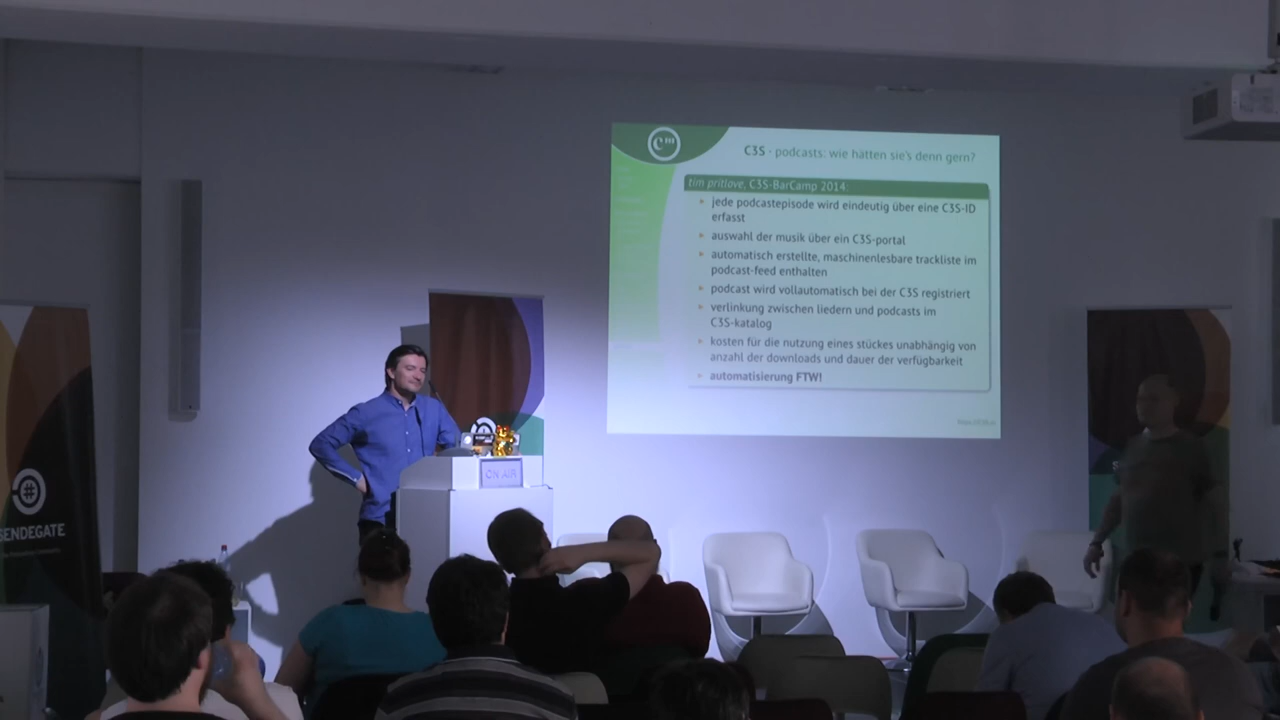 C3S - podcasts: wie hätten sie's denn gern?
tim pritlove, C3S-BarCamp 2014:
jede podcastepisode wird eindeutig über eine C3S-ID
erfasst
auswahl der musik über ein C3S-portal
automatisch erstellte, maschinenlesbare trackliste im
podcast-feed enthalten
podcast wird vollautomatisch bei der C3S registriert
verlinkung zwischen liedern und podcasts im
C3S-katalog
kosten für die nutzung eines stückes unabhängig von
anzahl der downloads und dauer der verfügbarkeit
automatisierung FTW!
ON AIR
#
SENDEGATE